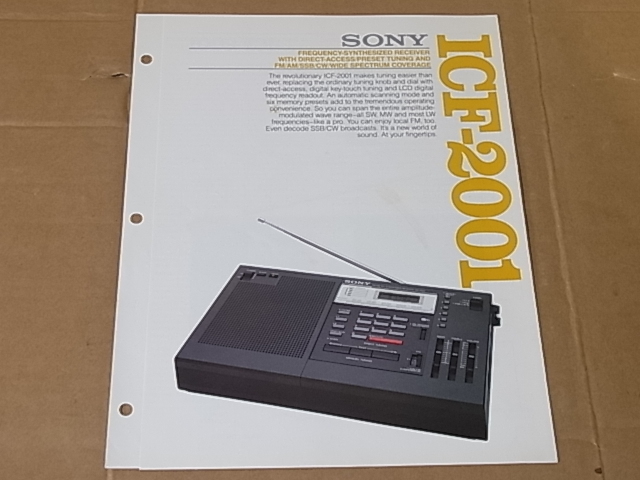 SONY
FREQUENCY-SYNTHESIZED RECEIVER
WITH DIRECT-ACCESS/PRESET TUNING AND
FM/AM/SSB·CW/WIDE SPECTRUM COVERAGE
The revolutionary ICF-2001 makes tuning easier than
ever, replacing the ordinary tuning knob and dial with
direct-access, digital key-touch tuning and LCD digital
frequency readout. An automatic scanning mode and
six memory presets add to the tremendous operating
convenience. So you can span the entire amplitude-
modulated wave range—all SW, MW and most LW
frequencies—like a pro. You can enjoy local FM, too.
Even decode SSB/CW broadcasts. It's a new world of
sound. At your fingertips.
ICF-2001
SONY